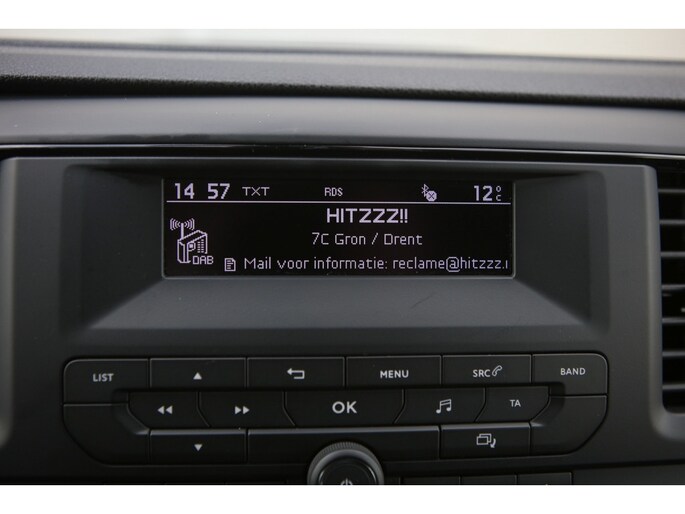 14 57 TXT RDS 12°C
HITZZZ!!
7C Gron / Drent
DAB
Mail voor informatie: reclame@hitzzz.
LIST
MENU
SRC
BAND
OK
TA